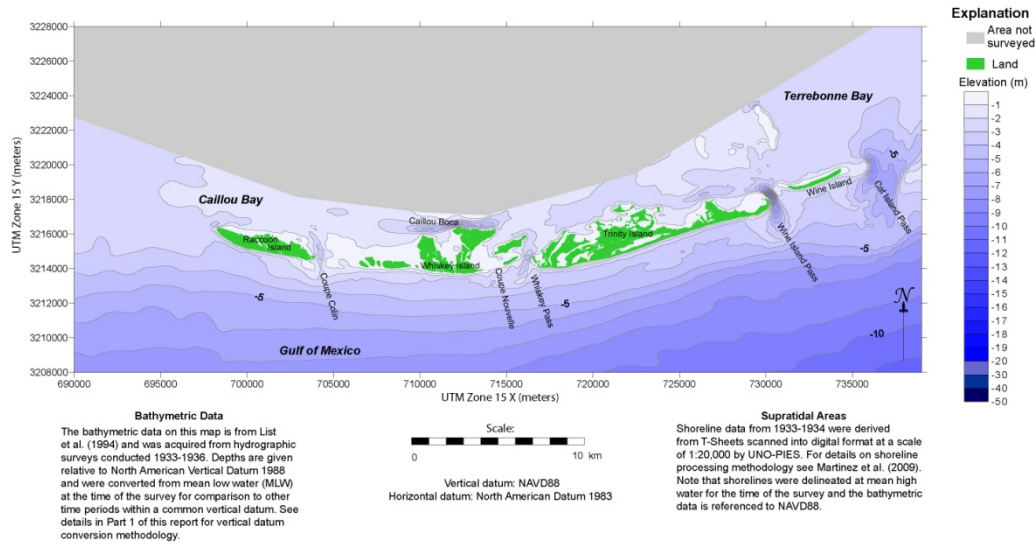 3228000
3226000
3224000
3222000
3220000
3218000
3216000
3214000
3212000
3210000
3208000
UTM Zone 15 Y (meters)
690000 695000 700000 705000 710000 715000 720000 725000 730000 735000
UTM Zone 15 X (meters)
Terrebonne Bay
-5
Wine Island
Cat Island Pass
Caillou Bay
Caillou Boca
Raccoon
Island
Trinity Island
Wine Island Pass
-5
Whiskey Island
Coupe Colin
Coupe Nouvelle
Whiskey Pass
-5
-5
N
-10
Gulf of Mexico
Explanation
Area not
surveyed
Land
Elevation (m)
-1
-2
-3
-4
-5
-6
-7
-8
-9
-10
-11
-12
-13
-14
-15
-16
-17
-18
-19
-20
-30
-40
-50
Bathymetric Data
The bathymetric data on this map is from List
et al. (1994) and was acquired from hydrographic
surveys conducted 1933-1936. Depths are given
relative to North American Vertical Datum 1988
and were converted from mean low water (MLW)
at the time of the survey for comparison to other
time periods within a common vertical datum. See
details in Part 1 of this report for vertical datum
conversion methodology.
Scale:
0 10 km
Vertical datum: NAVD88
Horizontal datum: North American Datum 1983
Supratidal Areas
Shoreline data from 1933-1934 were derived
from T-Sheets scanned into digital format at a scale
of 1:20,000 by UNO-PIES. For details on shoreline
processing methodology see Martinez et al. (2009).
Note that shorelines were delineated at mean high
water for the time of the survey and the bathymetric
data is referenced to NAVD88.